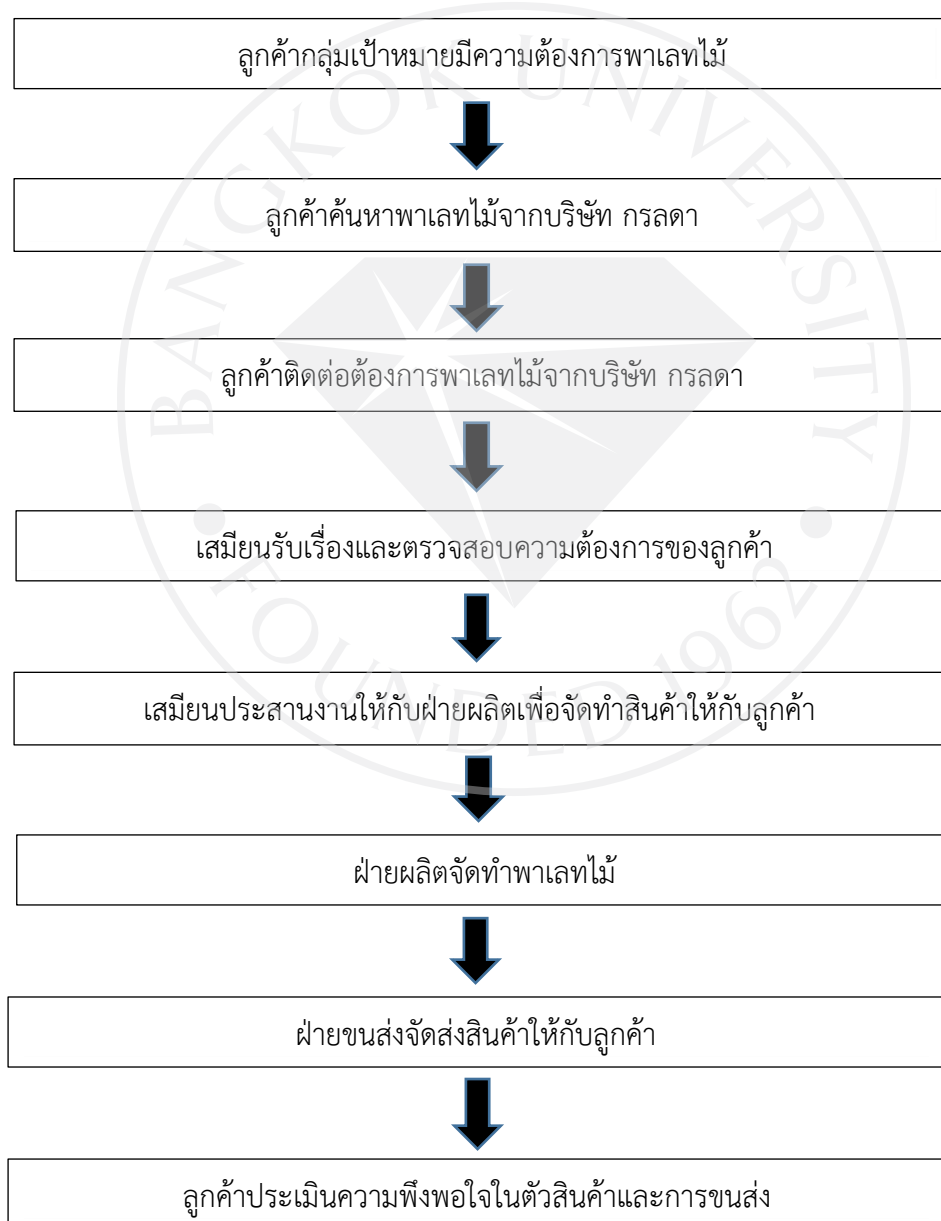 ลูกค้ากลุ่มเป้าหมายมีความต้องการพาเลทไม้
ลูกค้าค้นหาพาเลทไม้จากบริษัท กรลดา
ลูกค้าติดต่อต้องการพาเลทไม้จากบริษัท กรลดา
เสมียนรับเรื่องและตรวจสอบความต้องการของลูกค้า
เสมียนประสานงานให้กับฝ่ายผลิตเพื่อจัดทำสินค้าให้กับลูกค้า
ฝ่ายผลิตจัดทำพาเลทไม้
ฝ่ายขนส่งจัดส่งสินค้าให้กับลูกค้า
ลูกค้าประเมินความพึงพอใจในตัวสินค้าและการขนส่ง
BANGKOK UNIVERSITY
FOUNDED 1962